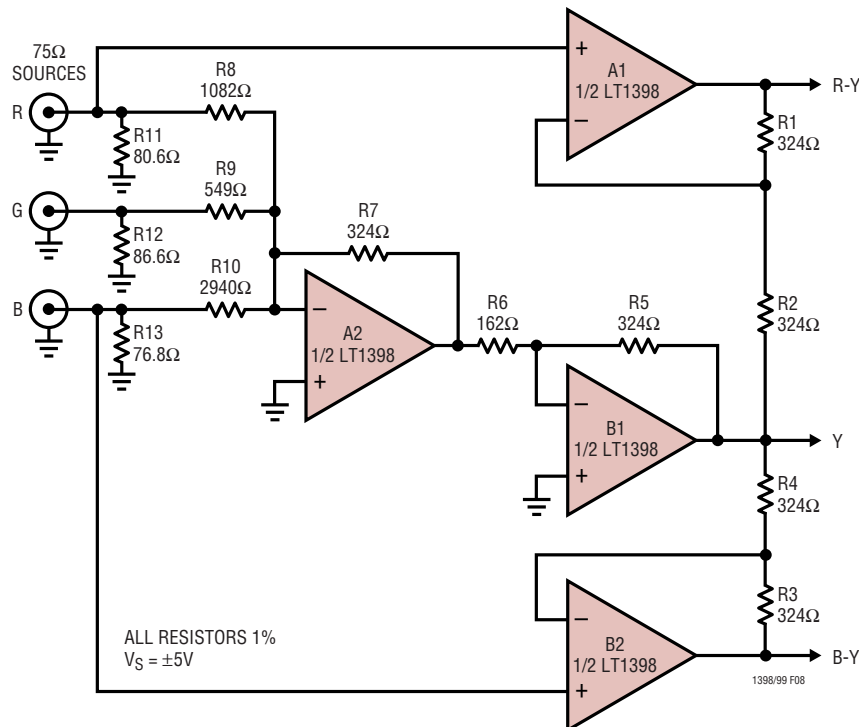 75Ω
SOURCES
R
R8
1082Ω
R11
80.6Ω
G
R9
549Ω
R12
86.6Ω
B
R10
2940Ω
R13
76.8Ω
R7
324Ω
−
A2
1/2 LT1398
+
R6
162Ω
R5
324Ω
+
A1
1/2 LT1398
−
R-Y
R1
324Ω
R2
324Ω
−
B1
1/2 LT1398
+
Y
R4
324Ω
R3
324Ω
−
B2
1/2 LT1398
+
B-Y
ALL RESISTORS 1%
VS = ±5V
1398/99 F08